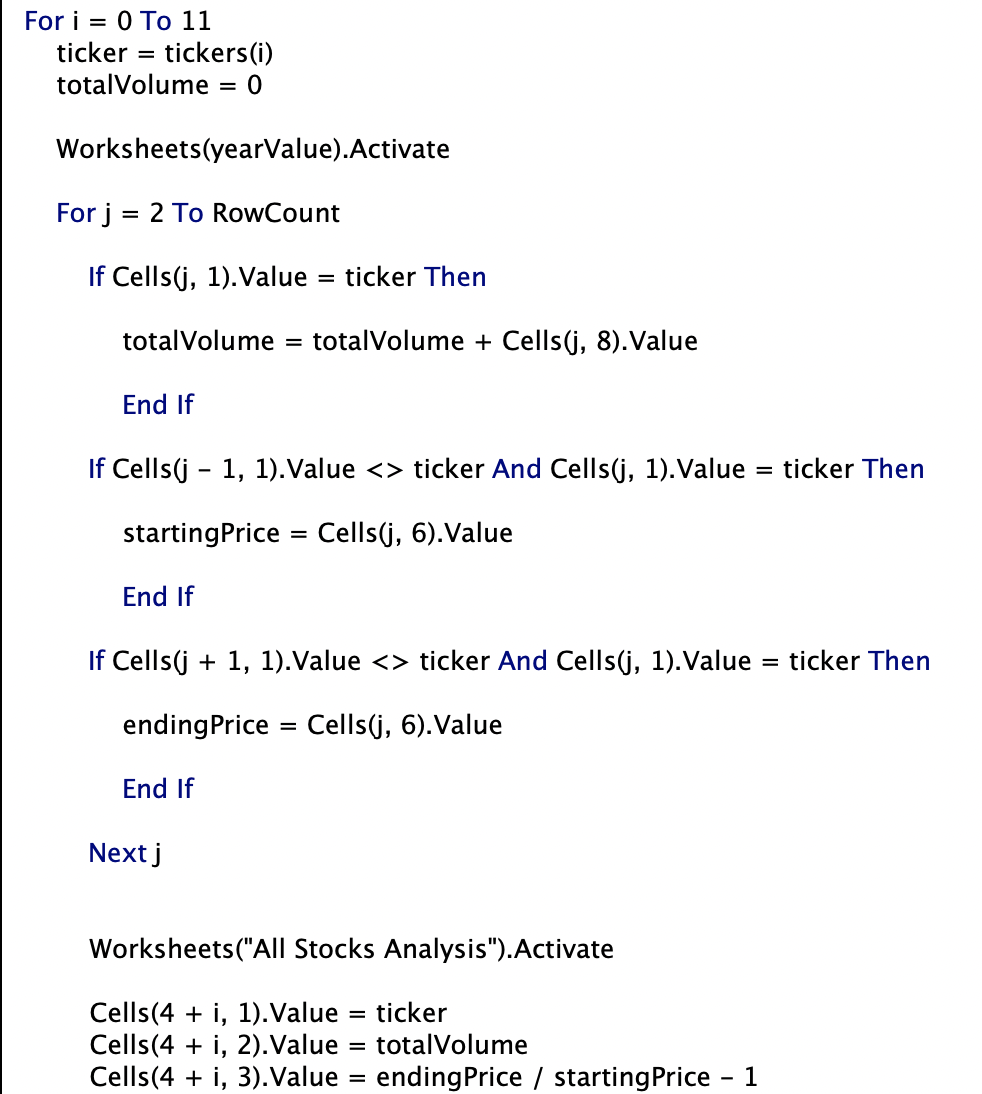 For i = 0 To 11
ticker = tickers(i)
totalVolume = 0
Worksheets(yearValue).Activate
For j = 2 To RowCount
If Cells(j, 1).Value = ticker Then
totalVolume = totalVolume + Cells(j, 8).Value
End If
If Cells(j - 1, 1).Value <> ticker And Cells(j, 1).Value = ticker Then
startingPrice = Cells(j, 6).Value
End If
If Cells(j + 1, 1).Value <> ticker And Cells(j, 1).Value = ticker Then
endingPrice = Cells(j, 6).Value
End If
Next j
Worksheets("All Stocks Analysis").Activate
Cells(4 + i, 1).Value = ticker
Cells(4 + i, 2).Value = totalVolume
Cells(4 + i, 3).Value = endingPrice / startingPrice - 1